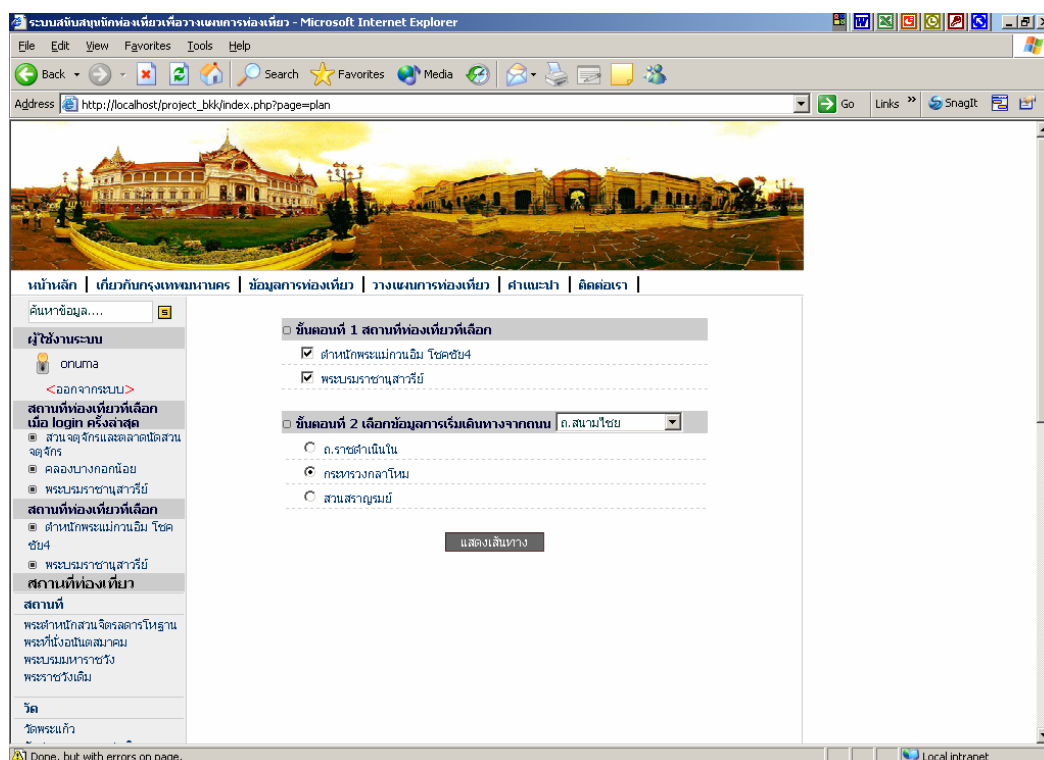 ระบบสนับสนุนนักท่องเที่ยวเพื่อวางแผนการท่องเที่ยว - Microsoft Internet Explorer
File Edit View Favorites Tools Help
Back Search Favorites Media
Address http://localhost/project_bkk/index.php?page=plan Go Links » SnagIt
หน้าหลัก | เกี่ยวกับกรุงเทพมหานคร | ข้อมูลการท่องเที่ยว | วางแผนการท่องเที่ยว | คำแนะนำ | ติดต่อเรา |
ค้นหาข้อมูล.... s
ผู้ใช้งานระบบ
onuma
<ออกจากระบบ>
สถานที่ท่องเที่ยวที่เลือก
เมื่อ login ครั้งล่าสุด
สวนจตุจักรและตลาดนัดสวน
จตุจักร
คลองบางกอกน้อย
พระบรมราชานุสาวรีย์
สถานที่ท่องเที่ยวที่เลือก
ตำหนักพระแม่กวนอิม โชค
ชัย4
พระบรมราชานุสาวรีย์
สถานที่ท่องเที่ยว
สถานที่
พระตำหนักสวนจิตรลดารโหฐาน
พระที่นั่งอนันตสมาคม
พระบรมมหาราชวัง
พระราชวังเดิม
วัด
วัดพระแก้ว
ขั้นตอนที่ 1 สถานที่ท่องเที่ยวที่เลือก
ตำหนักพระแม่กวนอิม โชคชัย4
พระบรมราชานุสาวรีย์
ขั้นตอนที่ 2 เลือกข้อมูลการเริ่มเดินทางจากถนน ถ.สนามไชย
ถ.ราชดำเนินใน
กระทรวงกลาโหม
สวนสราญรมย์
แสดงเส้นทาง
Done, but with errors on page. Local intranet